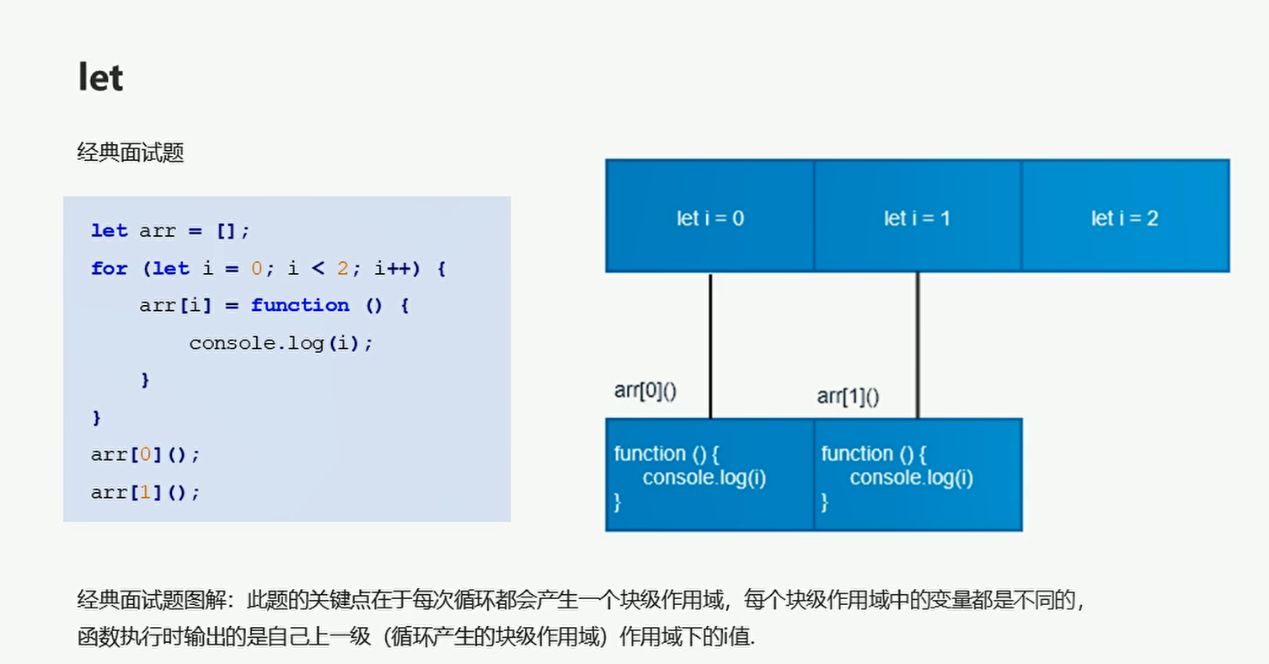 let
经典面试题
let arr = [];
for (let i = 0; i < 2; i++) {
arr[i] = function () {
console.log(i);
}
}
arr[0]();
arr[1]();
let i = 0
let i = 1
let i = 2
arr[0]()
arr[1]()
function () {
console.log(i)
}
function () {
console.log(i)
}
经典面试题图解：此题的关键点在于每次循环都会产生一个块级作用域，每个块级作用域中的变量都是不同的，
函数执行时输出的是自己上一级（循环产生的块级作用域）作用域下的i值.